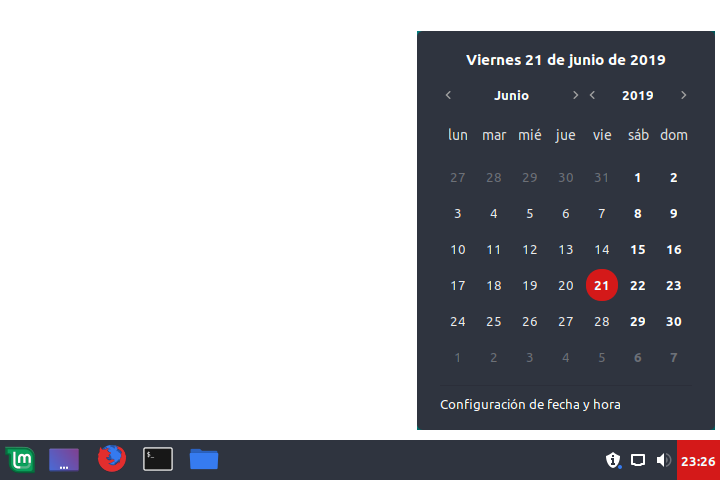 Viernes 21 de junio de 2019
Junio 2019
lun mar mié jue vie sáb dom
27 28 29 30 31 1 2
3 4 5 6 7 8 9
10 11 12 13 14 15 16
17 18 19 20 21 22 23
24 25 26 27 28 29 30
1 2 3 4 5 6 7
Configuración de fecha y hora
lm
...
$_
23:26